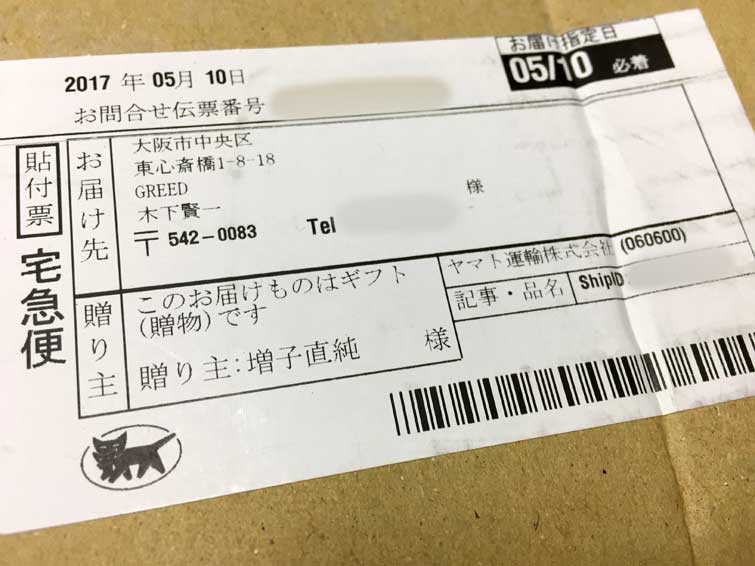 お届け指定日
05/10 必着
2017 年 05月 10日
お問合せ伝票番号
貼付票
宅急便
お届け先
大阪市中央区
東心斎橋1-8-18
GREED
木下賢一 様
〒 542-0083 Tel
ヤマト運輸株式会社 (060600)
記事・品名 ShipID
贈り主
このお届けものはギフト
(贈物)です
贈り主:増子直純 様